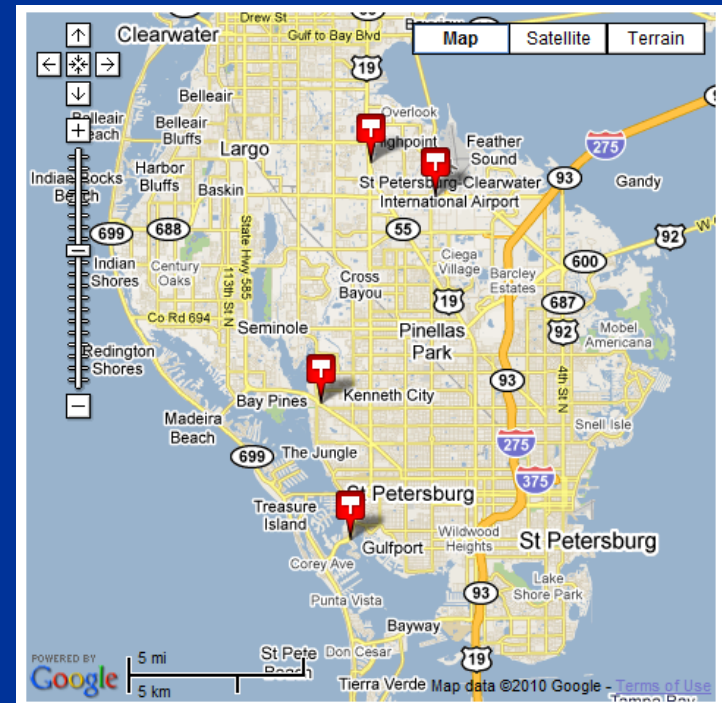 Drew St
Clearwater
Gulf to Bay Blvd
Map
Satellite
Terrain
19
Belleair
Overlook
Belleair
Bluffs
Highpoint
Feather
Sound
275
Largo
Harbor
Bluffs
Indian Rocks
Beach
Baskin
St Petersburg-Clearwater
International Airport
93
Gandy
699
688
State Hwy 585
113th St N
55
92
Indian
Shores
Century
Oaks
Ciega
Village
Barcley
Estates
600
Cross
Bayou
19
687
Co Rd 694
Seminole
Pinellas
Park
92
Mobel
Americana
Redington
Shores
93
4th St N
Bay Pines
Kenneth City
Madeira
Beach
Snell Isle
699
The Jungle
275
375
St Petersburg
Treasure
Island
Wildwood
Heights
St Petersburg
Gulfport
Corey Ave
Lake
Shore Park
Punta Vista
93
Bayway
St Pete
Beach
Don Cesar
19
POWERED BY
Google
5 mi
5 km
Tierra Verde
Map data ©2010 Google - Terms of Use
Tampa Bay